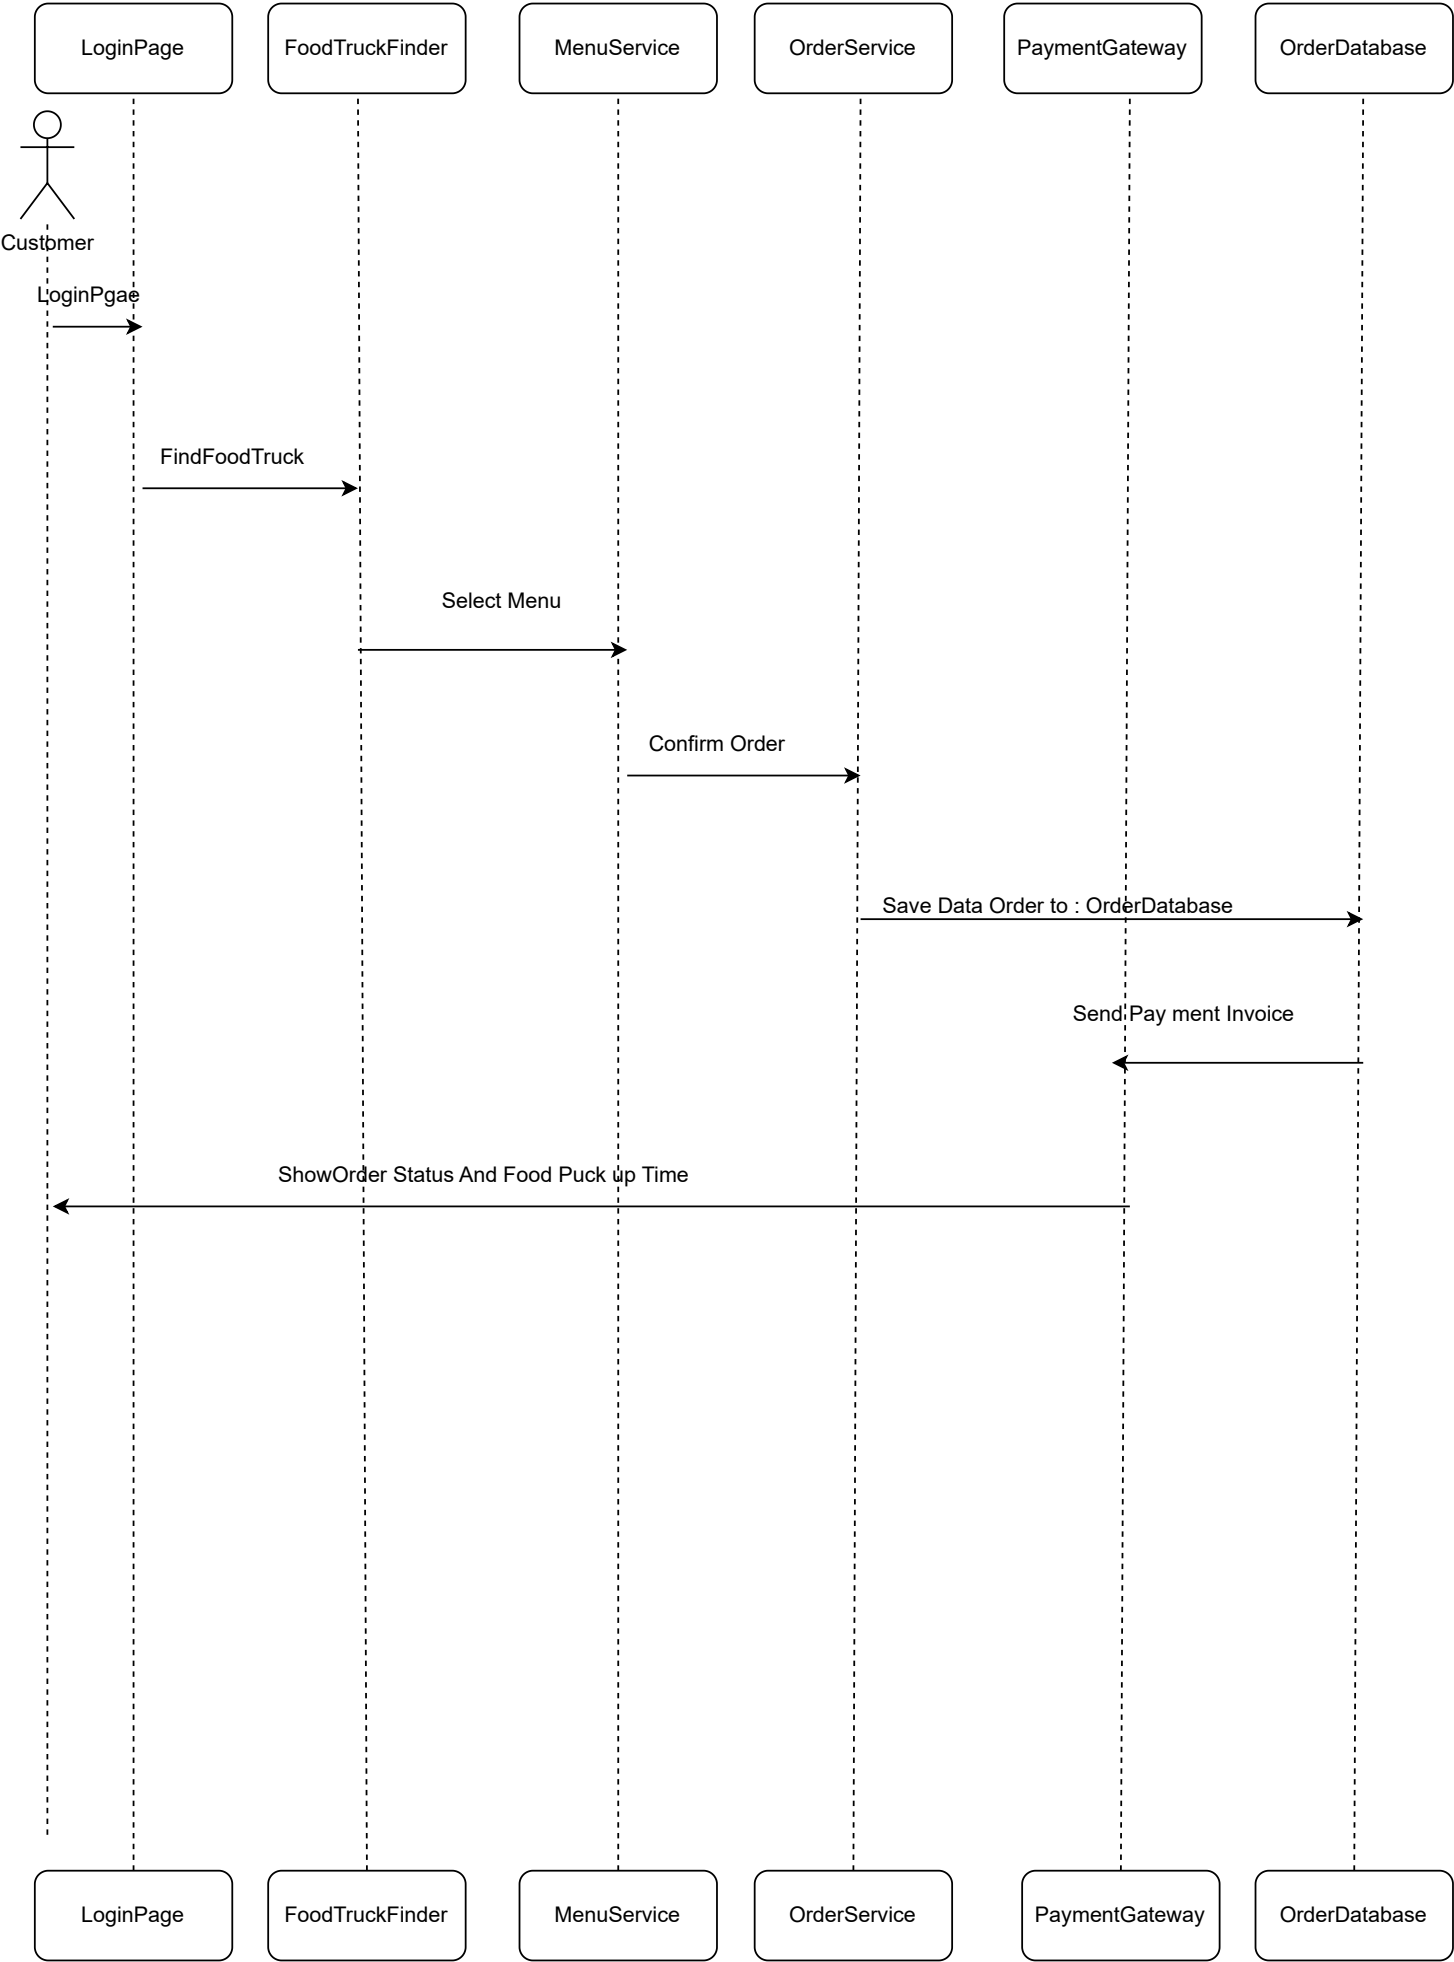 LoginPage
FoodTruckFinder
MenuService
OrderService
PaymentGateway
OrderDatabase
Customer
LoginPgae
FindFoodTruck
Select Menu
Confirm Order
Save Data Order to : OrderDatabase
Send Pay ment Invoice
ShowOrder Status And Food Puck up Time
LoginPage
FoodTruckFinder
MenuService
OrderService
PaymentGateway
OrderDatabase